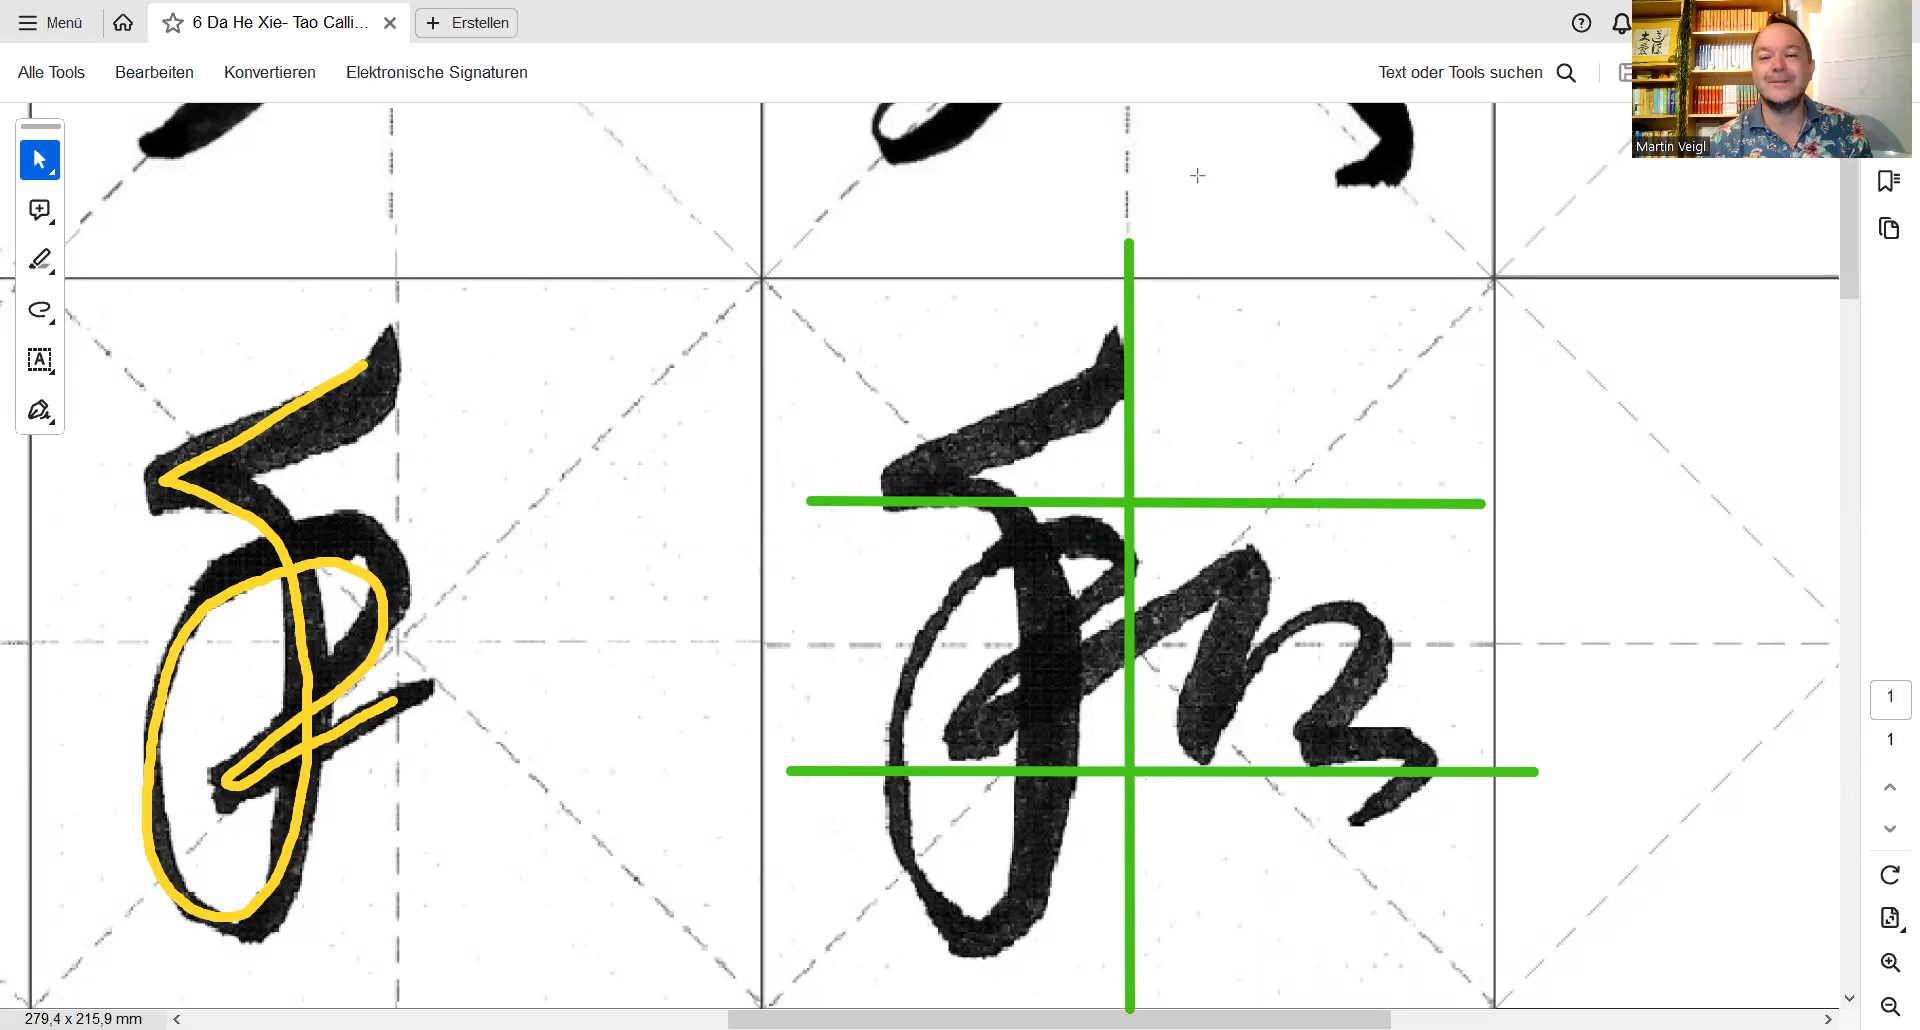 Menü
6 Da He Xie- Tao Calli...
Erstellen
Alle Tools
Bearbeiten
Konvertieren
Elektronische Signaturen
Text oder Tools suchen
Martin Veigl
A
和
1
1
279,4 x 215,9 mm